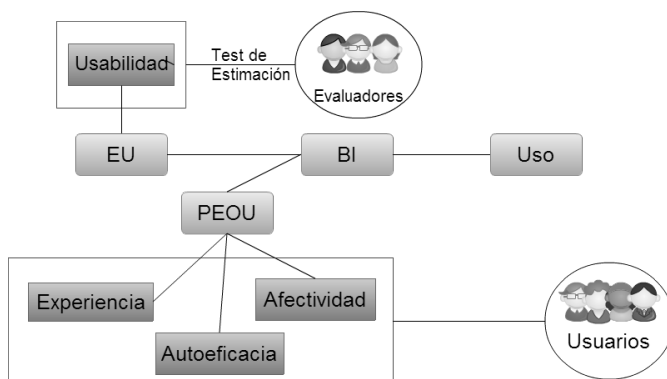 Usabilidad
Test de
Estimación
Evaluadores
EU
BI
Uso
PEOU
Experiencia
Afectividad
Autoeficacia
Usuarios